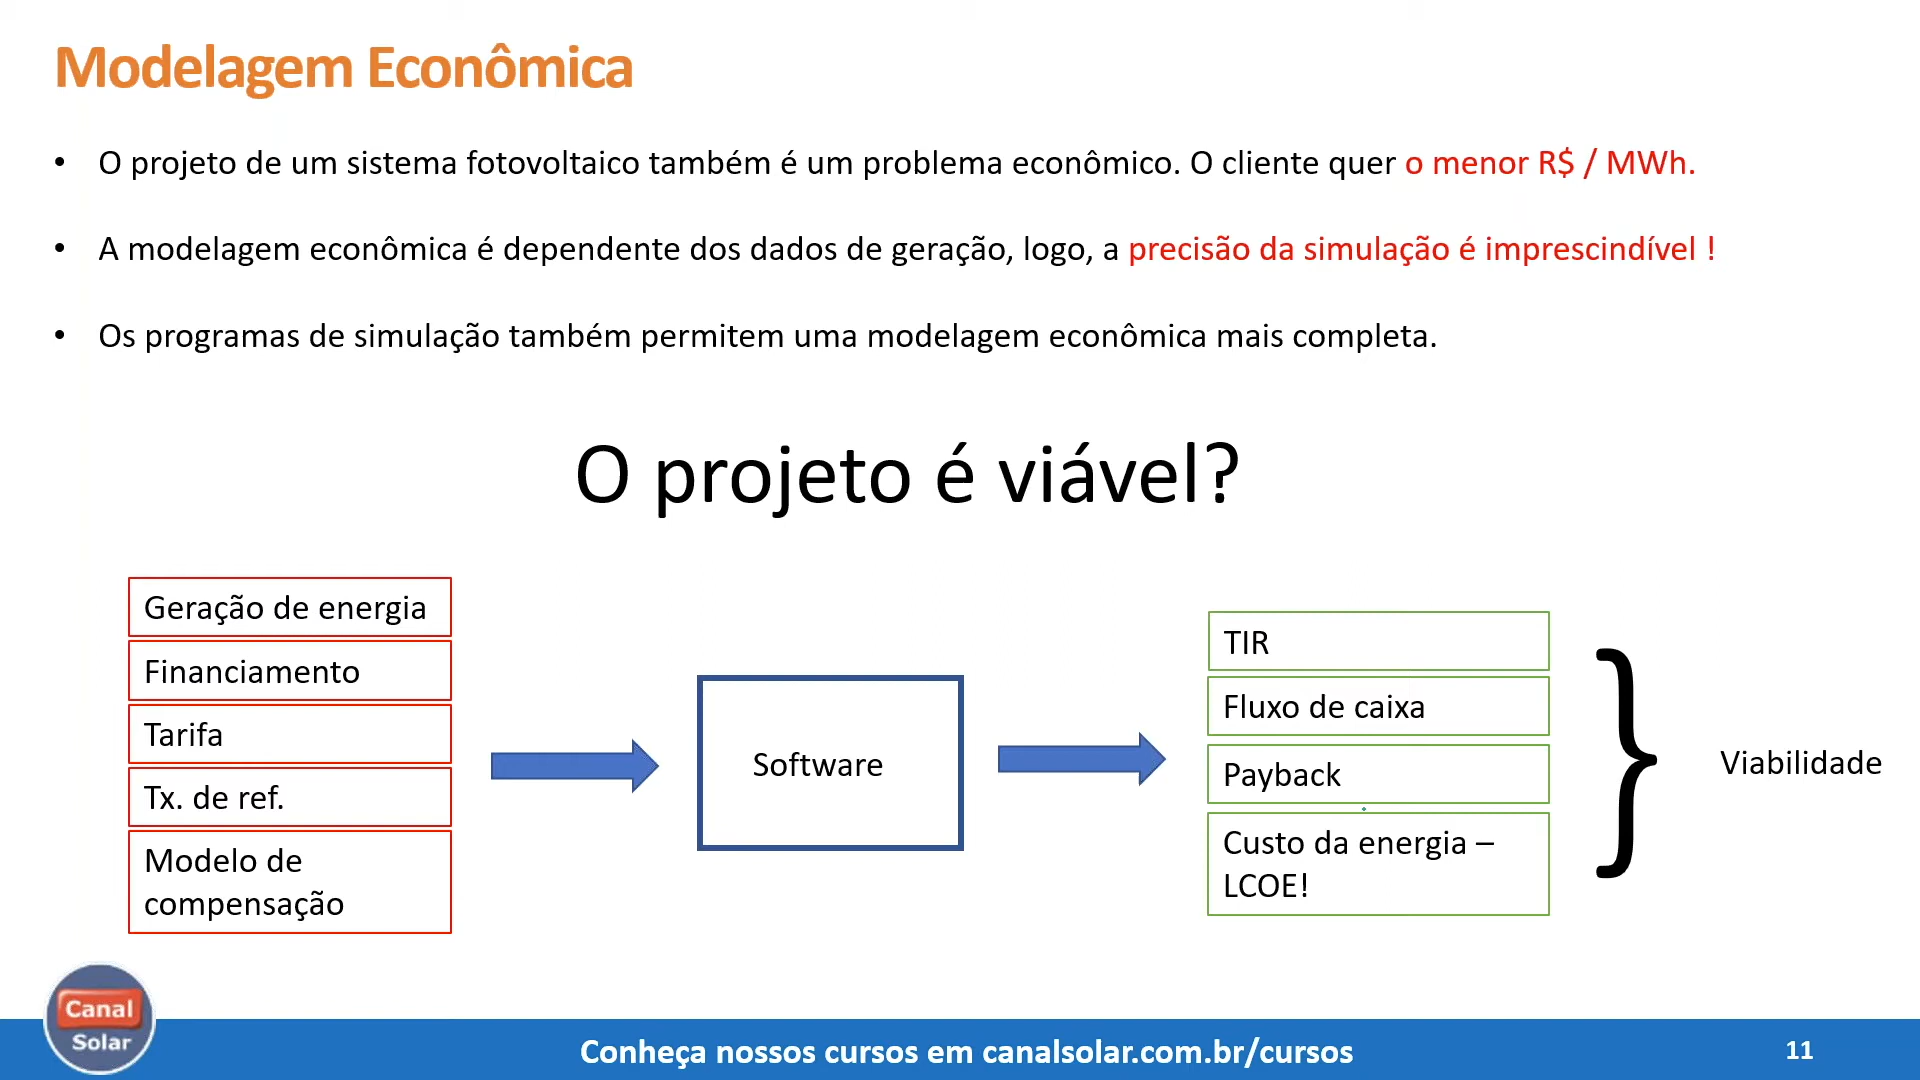 Modelagem Econômica
• O projeto de um sistema fotovoltaico também é um problema econômico. O cliente quer o menor R$ / MWh.
• A modelagem econômica é dependente dos dados de geração, logo, a precisão da simulação é imprescindível !
• Os programas de simulação também permitem uma modelagem econômica mais completa.
O projeto é viável?
Geração de energia
Financiamento
Tarifa
Tx. de ref.
Modelo de
compensação
Software
TIR
Fluxo de caixa
Payback
Custo da energia –
LCOE!
}
Viabilidade
Canal
Solar
Conheça nossos cursos em canalsolar.com.br/cursos
11